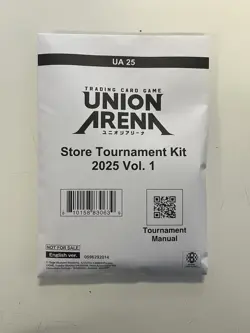 UA 25
TRADING CARD GAME
UNION
ARENA
ユニオンアリーナ
Store Tournament Kit
2025 Vol. 1
Tournament
Manual
NOT FOR SALE
English ver.